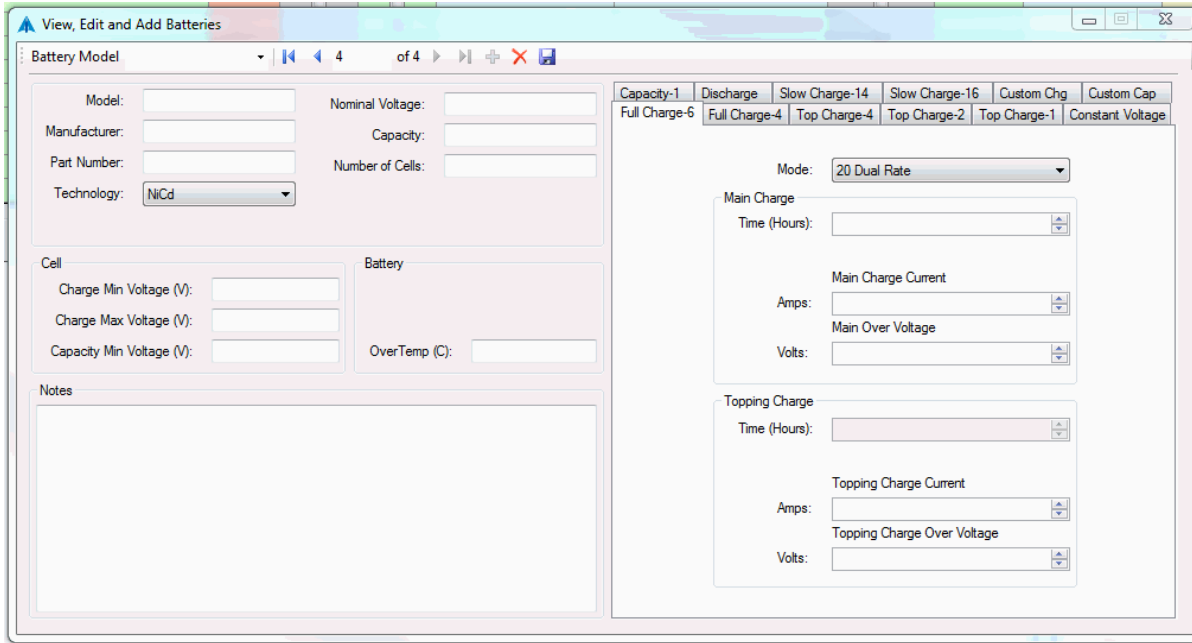 View, Edit and Add Batteries
Battery Model 4 of 4
Model:
Manufacturer:
Part Number:
Technology: NiCd
Nominal Voltage:
Capacity:
Number of Cells:
Cell
Charge Min Voltage (V):
Charge Max Voltage (V):
Capacity Min Voltage (V):
Battery
OverTemp (C):
Notes
Capacity-1 Discharge Slow Charge-14 Slow Charge-16 Custom Chg Custom Cap
Full Charge-6 Full Charge-4 Top Charge-4 Top Charge-2 Top Charge-1 Constant Voltage
Mode: 20 Dual Rate
Main Charge
Time (Hours):
Main Charge Current
Amps:
Main Over Voltage
Volts:
Topping Charge
Time (Hours):
Topping Charge Current
Amps:
Topping Charge Over Voltage
Volts: